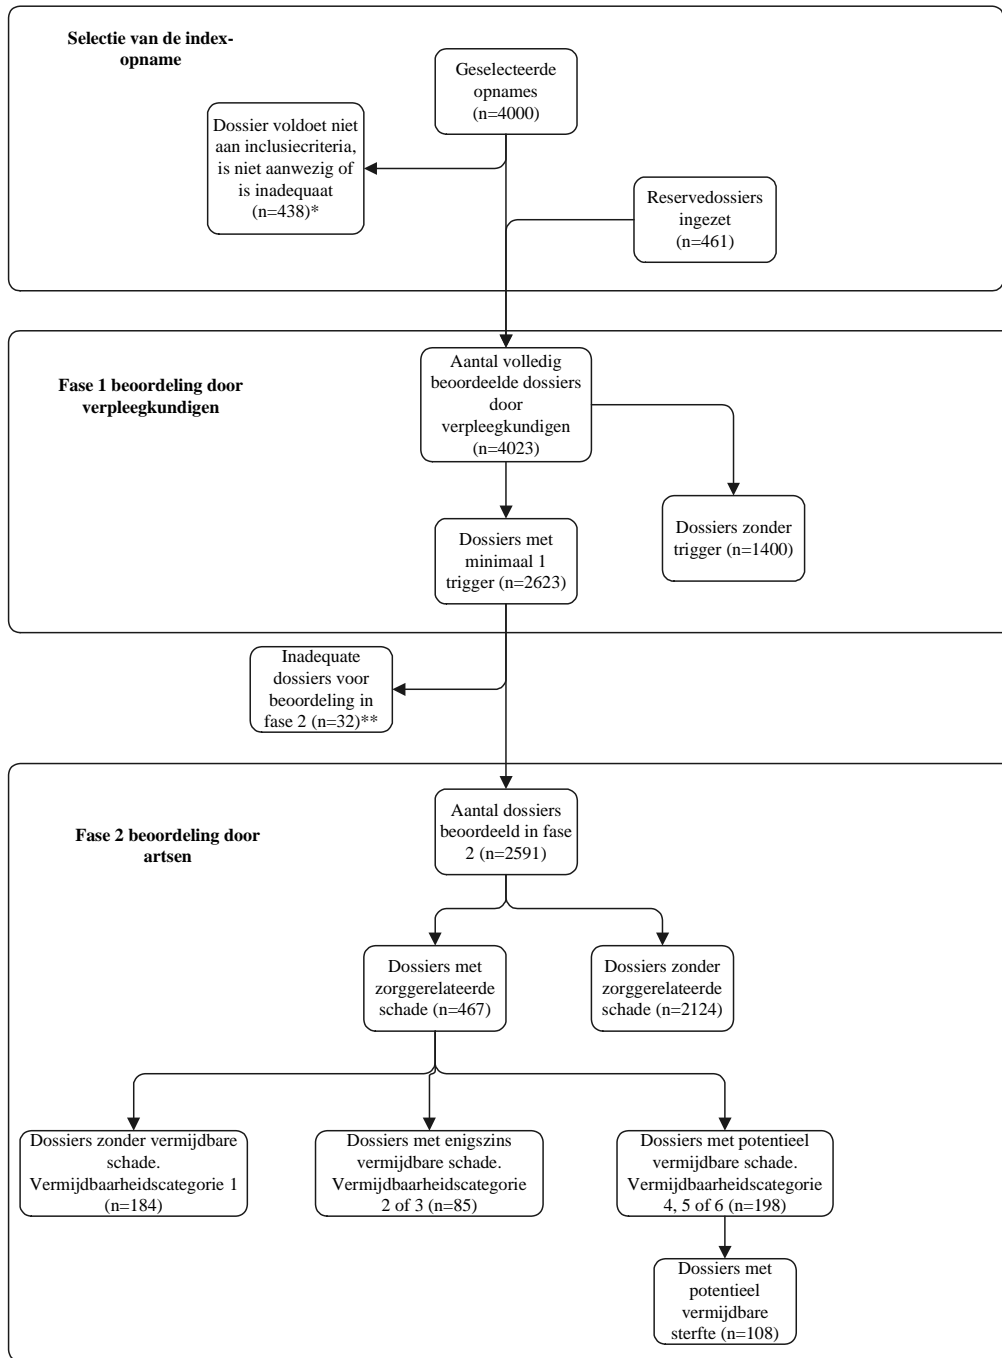 Selectie van de index-
opname
Geselecteerde
opnames
(n=4000)
Dossier voldoet niet
aan inclusiecriteria,
is niet aanwezig of
is inadequaat
(n=438)*
Reservedossiers
ingezet
(n=461)
Fase 1 beoordeling door
verpleegkundigen
Aantal volledig
beoordeelde dossiers
door
verpleegkundigen
(n=4023)
Dossiers met
minimaal 1
trigger (n=2623)
Dossiers zonder
trigger (n=1400)
Inadequate
dossiers voor
beoordeling in
fase 2 (n=32)**
Fase 2 beoordeling door
artsen
Aantal dossiers
beoordeeld in fase
2 (n=2591)
Dossiers met
zorggerelateerde
schade (n=467)
Dossiers zonder
zorggerelateerde
schade (n=2124)
Dossiers zonder vermijdbare
schade.
Vermijdbaarheidscategorie 1
(n=184)
Dossiers met enigszins
vermijdbare schade.
Vermijdbaarheidscategorie
2 of 3 (n=85)
Dossiers met potentieel
vermijdbare schade.
Vermijdbaarheidscategorie
4, 5 of 6 (n=198)
Dossiers met
potentieel
vermijdbare
sterfte (n=108)